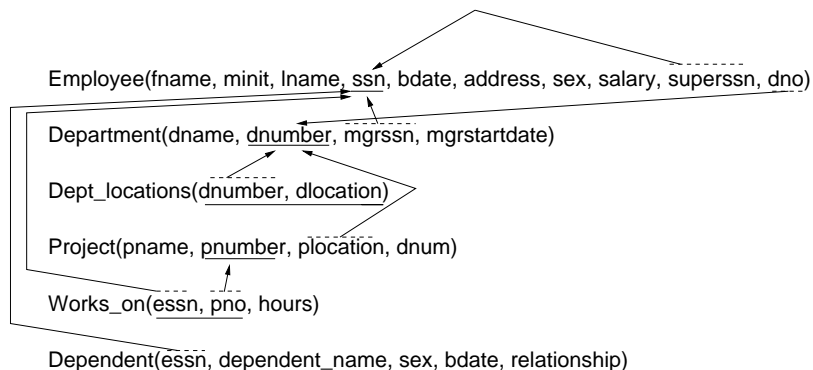 Employee(fname, minit, lname, ssn, bdate, address, sex, salary, superssn, dno)
Department(dname, dnumber, mgrssn, mgrstartdate)
Dept_locations(dnumber, dlocation)
Project(pname, pnumber, plocation, dnum)
Works_on(essn, pno, hours)
Dependent(essn, dependent_name, sex, bdate, relationship)